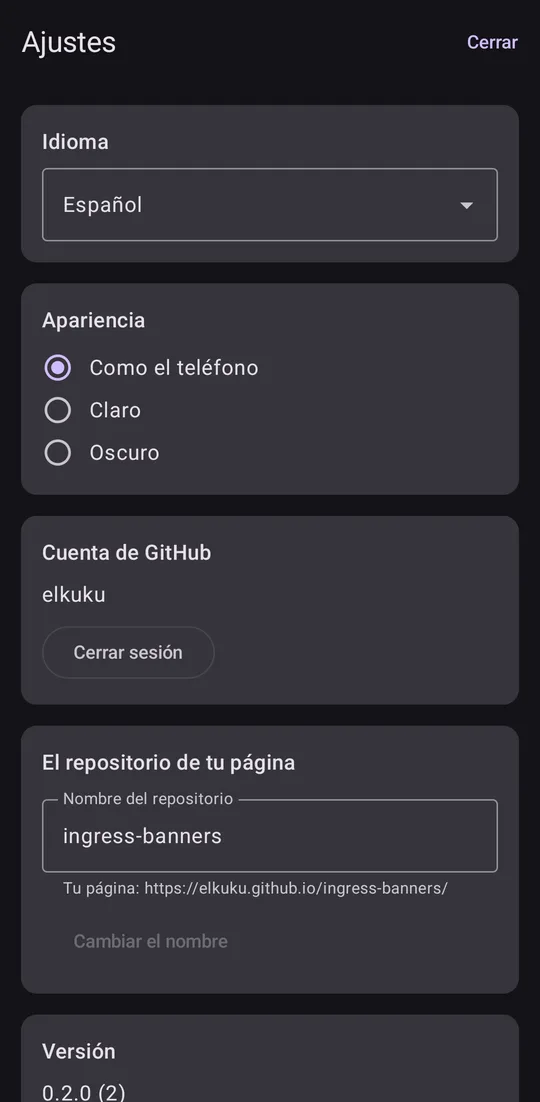 Ajustes
Cerrar
Idioma
Español
Apariencia
Como el teléfono
Claro
Oscuro
Cuenta de GitHub
elkuku
Cerrar sesión
El repositorio de tu página
Nombre del repositorio
ingress-banners
Tu página: https://elkuku.github.io/ingress-banners/
Cambiar el nombre
Versión
0.2.0 (2)